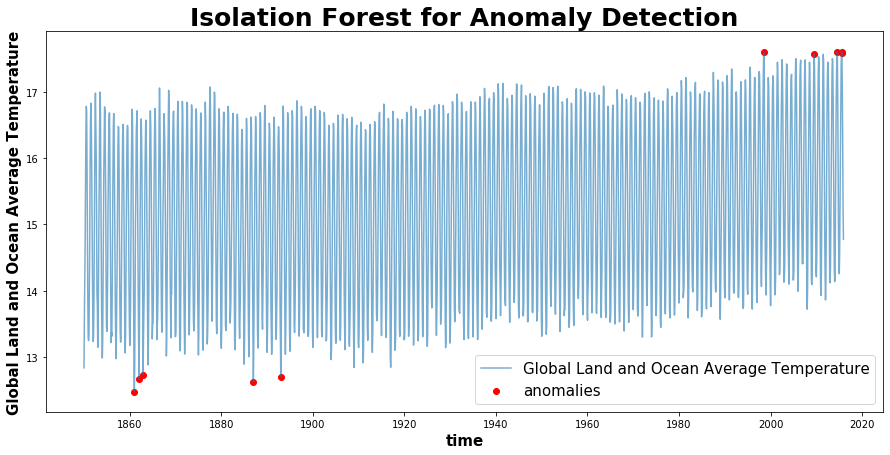 Isolation Forest for Anomaly Detection
Global Land and Ocean Average Temperature
17
16
15
14
13
Global Land and Ocean Average Temperature
anomalies
1860
1880
1900
1920
1940
1960
1980
2000
2020
time